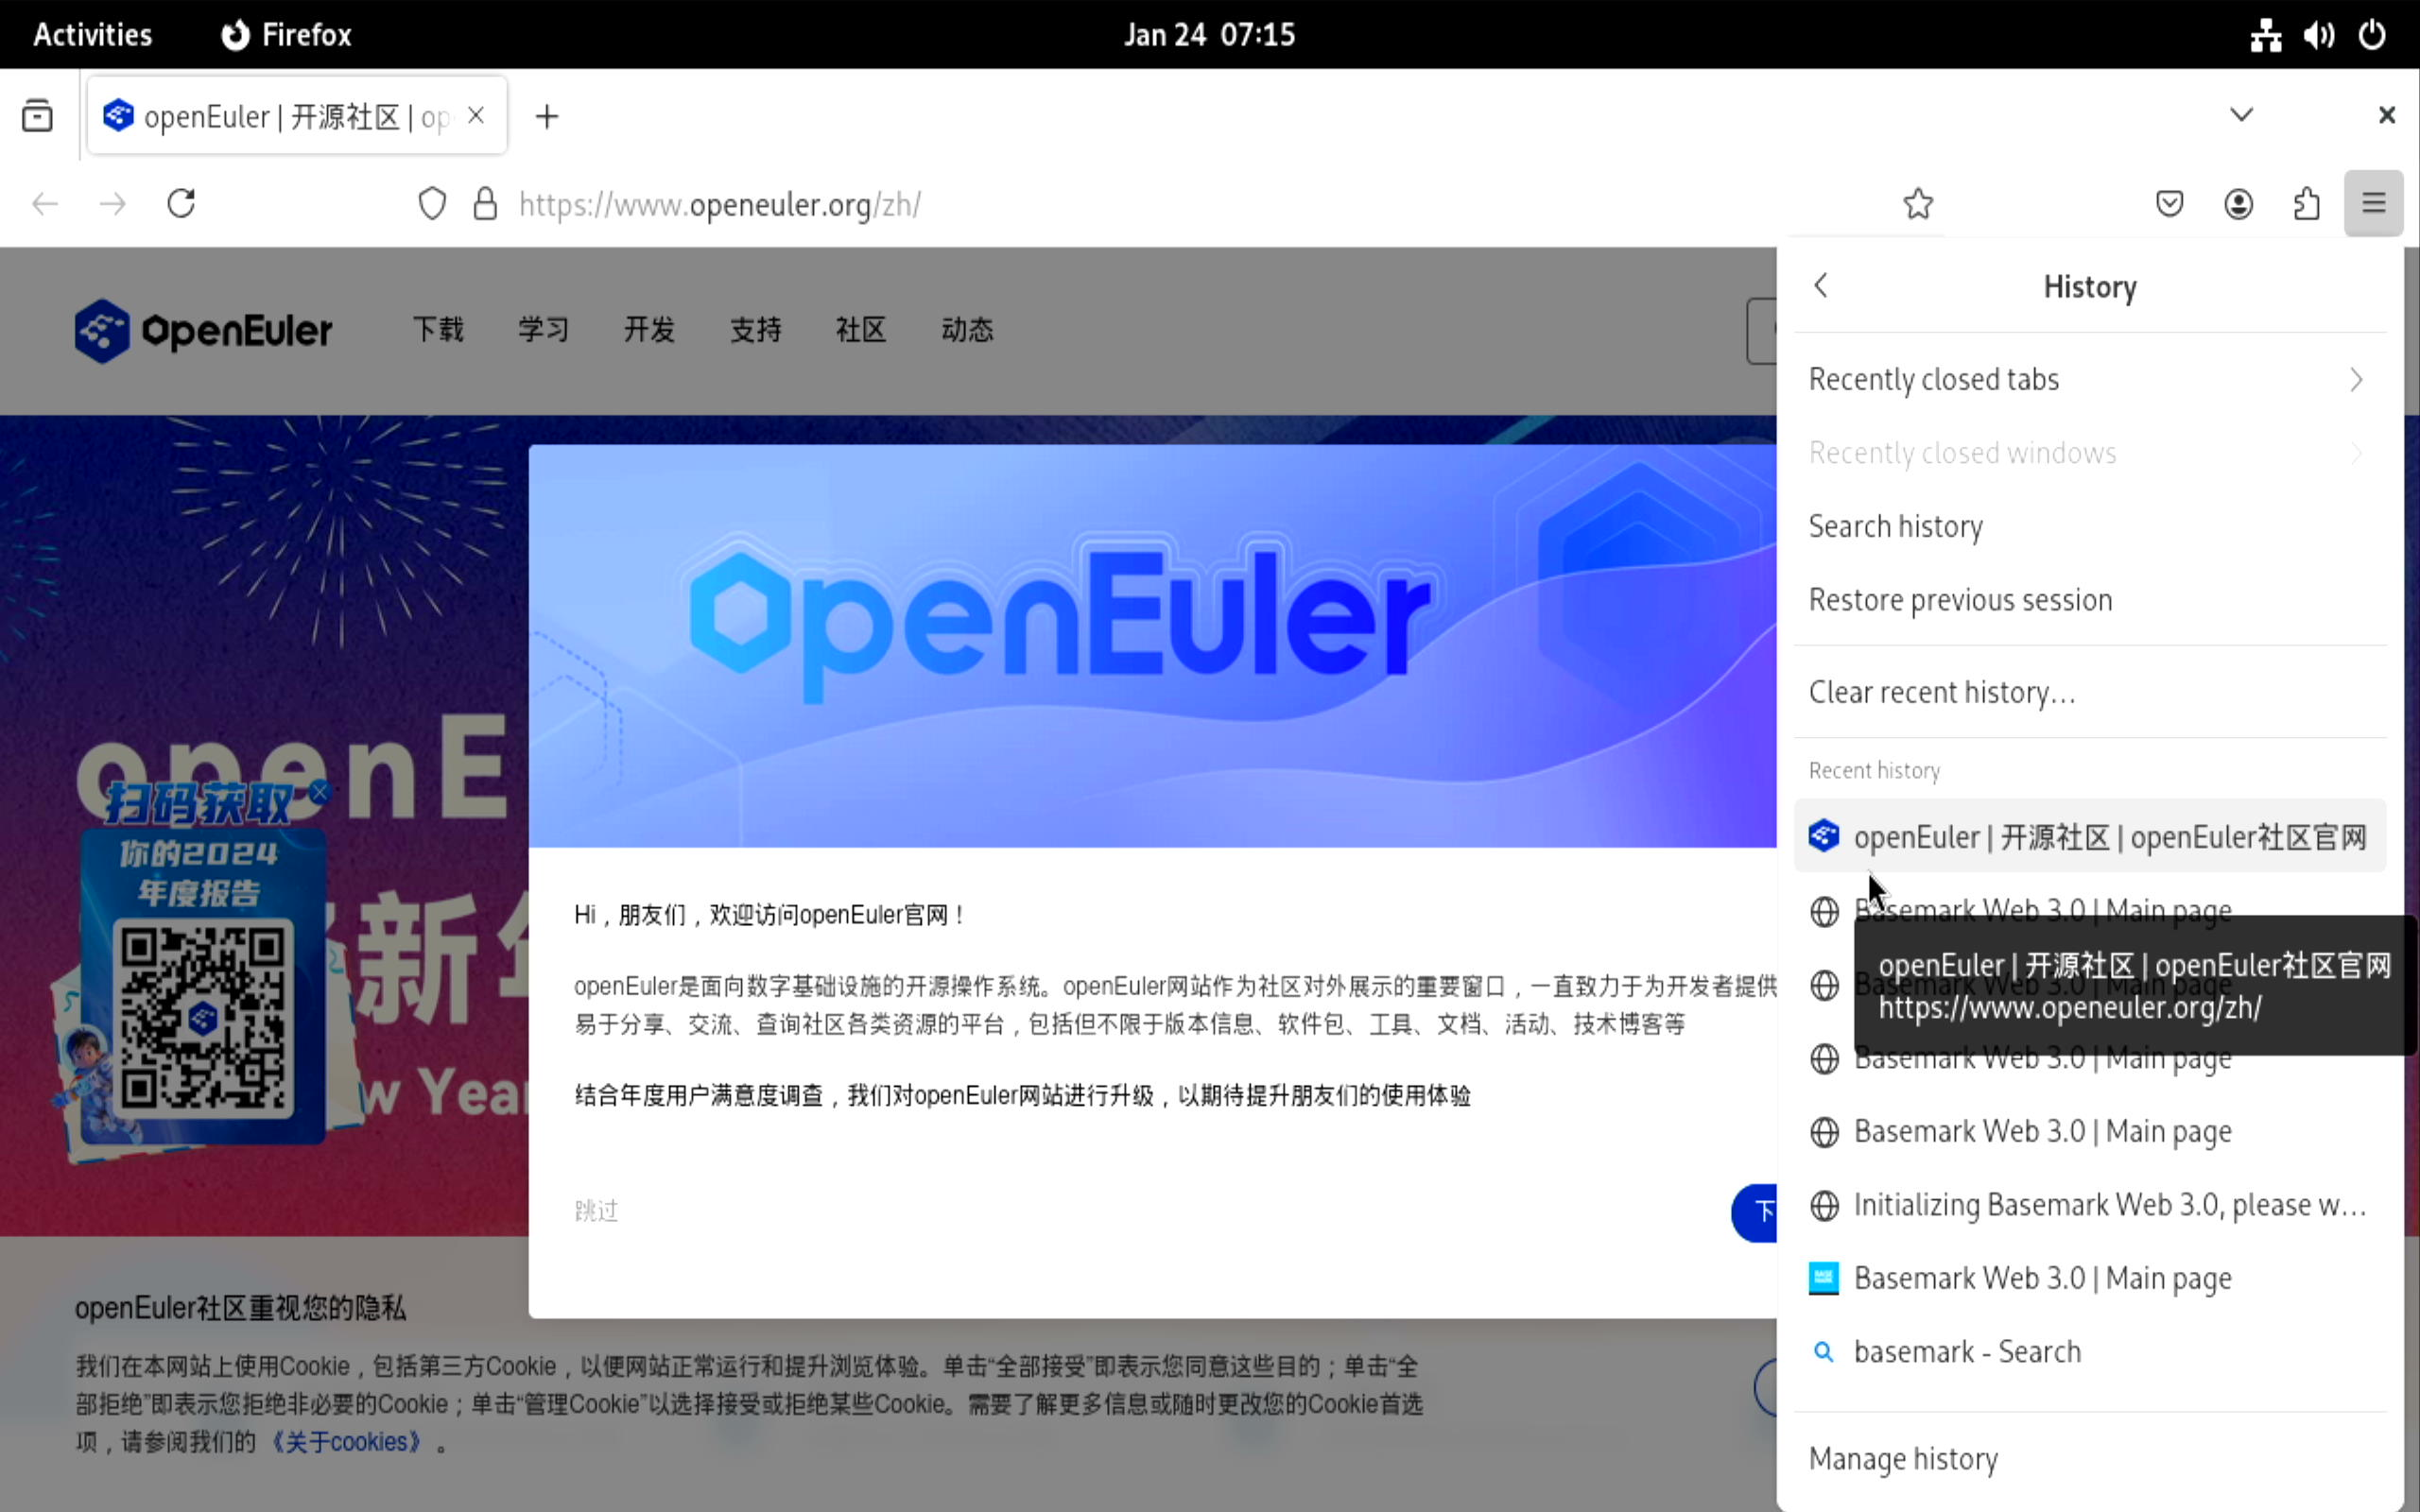 Activities
Firefox
Jan 24 07:15
openEuler | 开源社区 | op
https://www.openeuler.org/zh/
OpenEuler
下载
学习
开发
支持
社区
动态
openE
扫码获取
你的2024
年度报告
新
w Year
OpenEuler
Hi，朋友们，欢迎访问openEuler官网！
openEuler是面向数字基础设施的开源操作系统。openEuler网站作为社区对外展示的重要窗口，一直致力于为开发者提供
易于分享、交流、查询社区各类资源的平台，包括但不限于版本信息、软件包、工具、文档、活动、技术博客等
结合年度用户满意度调查，我们对openEuler网站进行升级，以期待提升朋友们的使用体验
跳过
下
openEuler社区重视您的隐私
我们在本网站上使用Cookie，包括第三方Cookie，以便网站正常运行和提升浏览体验。单击“全部接受”即表示您同意这些目的；单击“全
部拒绝”即表示您拒绝非必要的Cookie；单击“管理Cookie”以选择接受或拒绝某些Cookie。需要了解更多信息或随时更改您的Cookie首选
项，请参阅我们的《关于cookies》。
History
Recently closed tabs
Recently closed windows
Search history
Restore previous session
Clear recent history...
Recent history
openEuler | 开源社区 | openEuler社区官网
Basemark Web 3.0 | Main page
openEuler | 开源社区 | openEuler社区官网
https://www.openeuler.org/zh/
Basemark Web 3.0 | Main page
Basemark Web 3.0 | Main page
Initializing Basemark Web 3.0, please w...
Basemark Web 3.0 | Main page
basemark - Search
Manage history